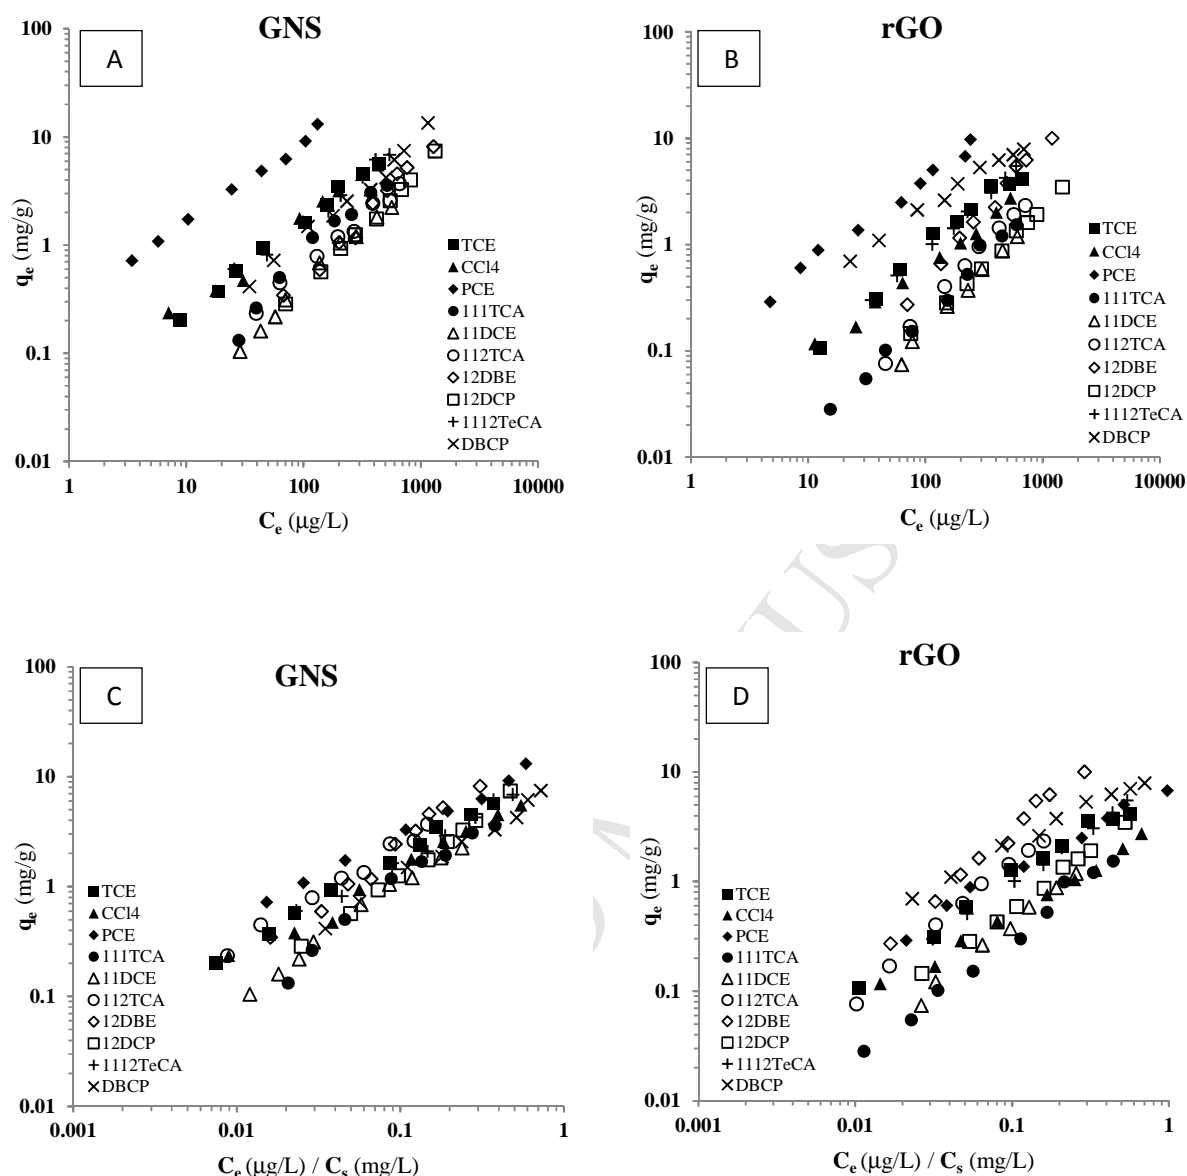 GNS
A
100
10
1
0.1
0.01
qe (mg/g)
1 10 100 1000 10000
Ce (µg/L)
TCE
CCl4
PCE
111TCA
11DCE
112TCA
12DBE
12DCP
1112TeCA
DBCP
rGO
B
100
10
1
0.1
0.01
qe (mg/g)
1 10 100 1000 10000
Ce (µg/L)
TCE
CCl4
PCE
111TCA
11DCE
112TCA
12DBE
12DCP
1112TeCA
DBCP
GNS
C
100
10
1
0.1
0.01
qe (mg/g)
0.001 0.01 0.1 1
Ce (µg/L) / Cs (mg/L)
TCE
CCl4
PCE
111TCA
11DCE
112TCA
12DBE
12DCP
1112TeCA
DBCP
rGO
D
100
10
1
0.1
0.01
qe (mg/g)
0.001 0.01 0.1 1
Ce (µg/L) / Cs (mg/L)
TCE
CCl4
PCE
111TCA
11DCE
112TCA
12DBE
12DCP
1112TeCA
DBCP